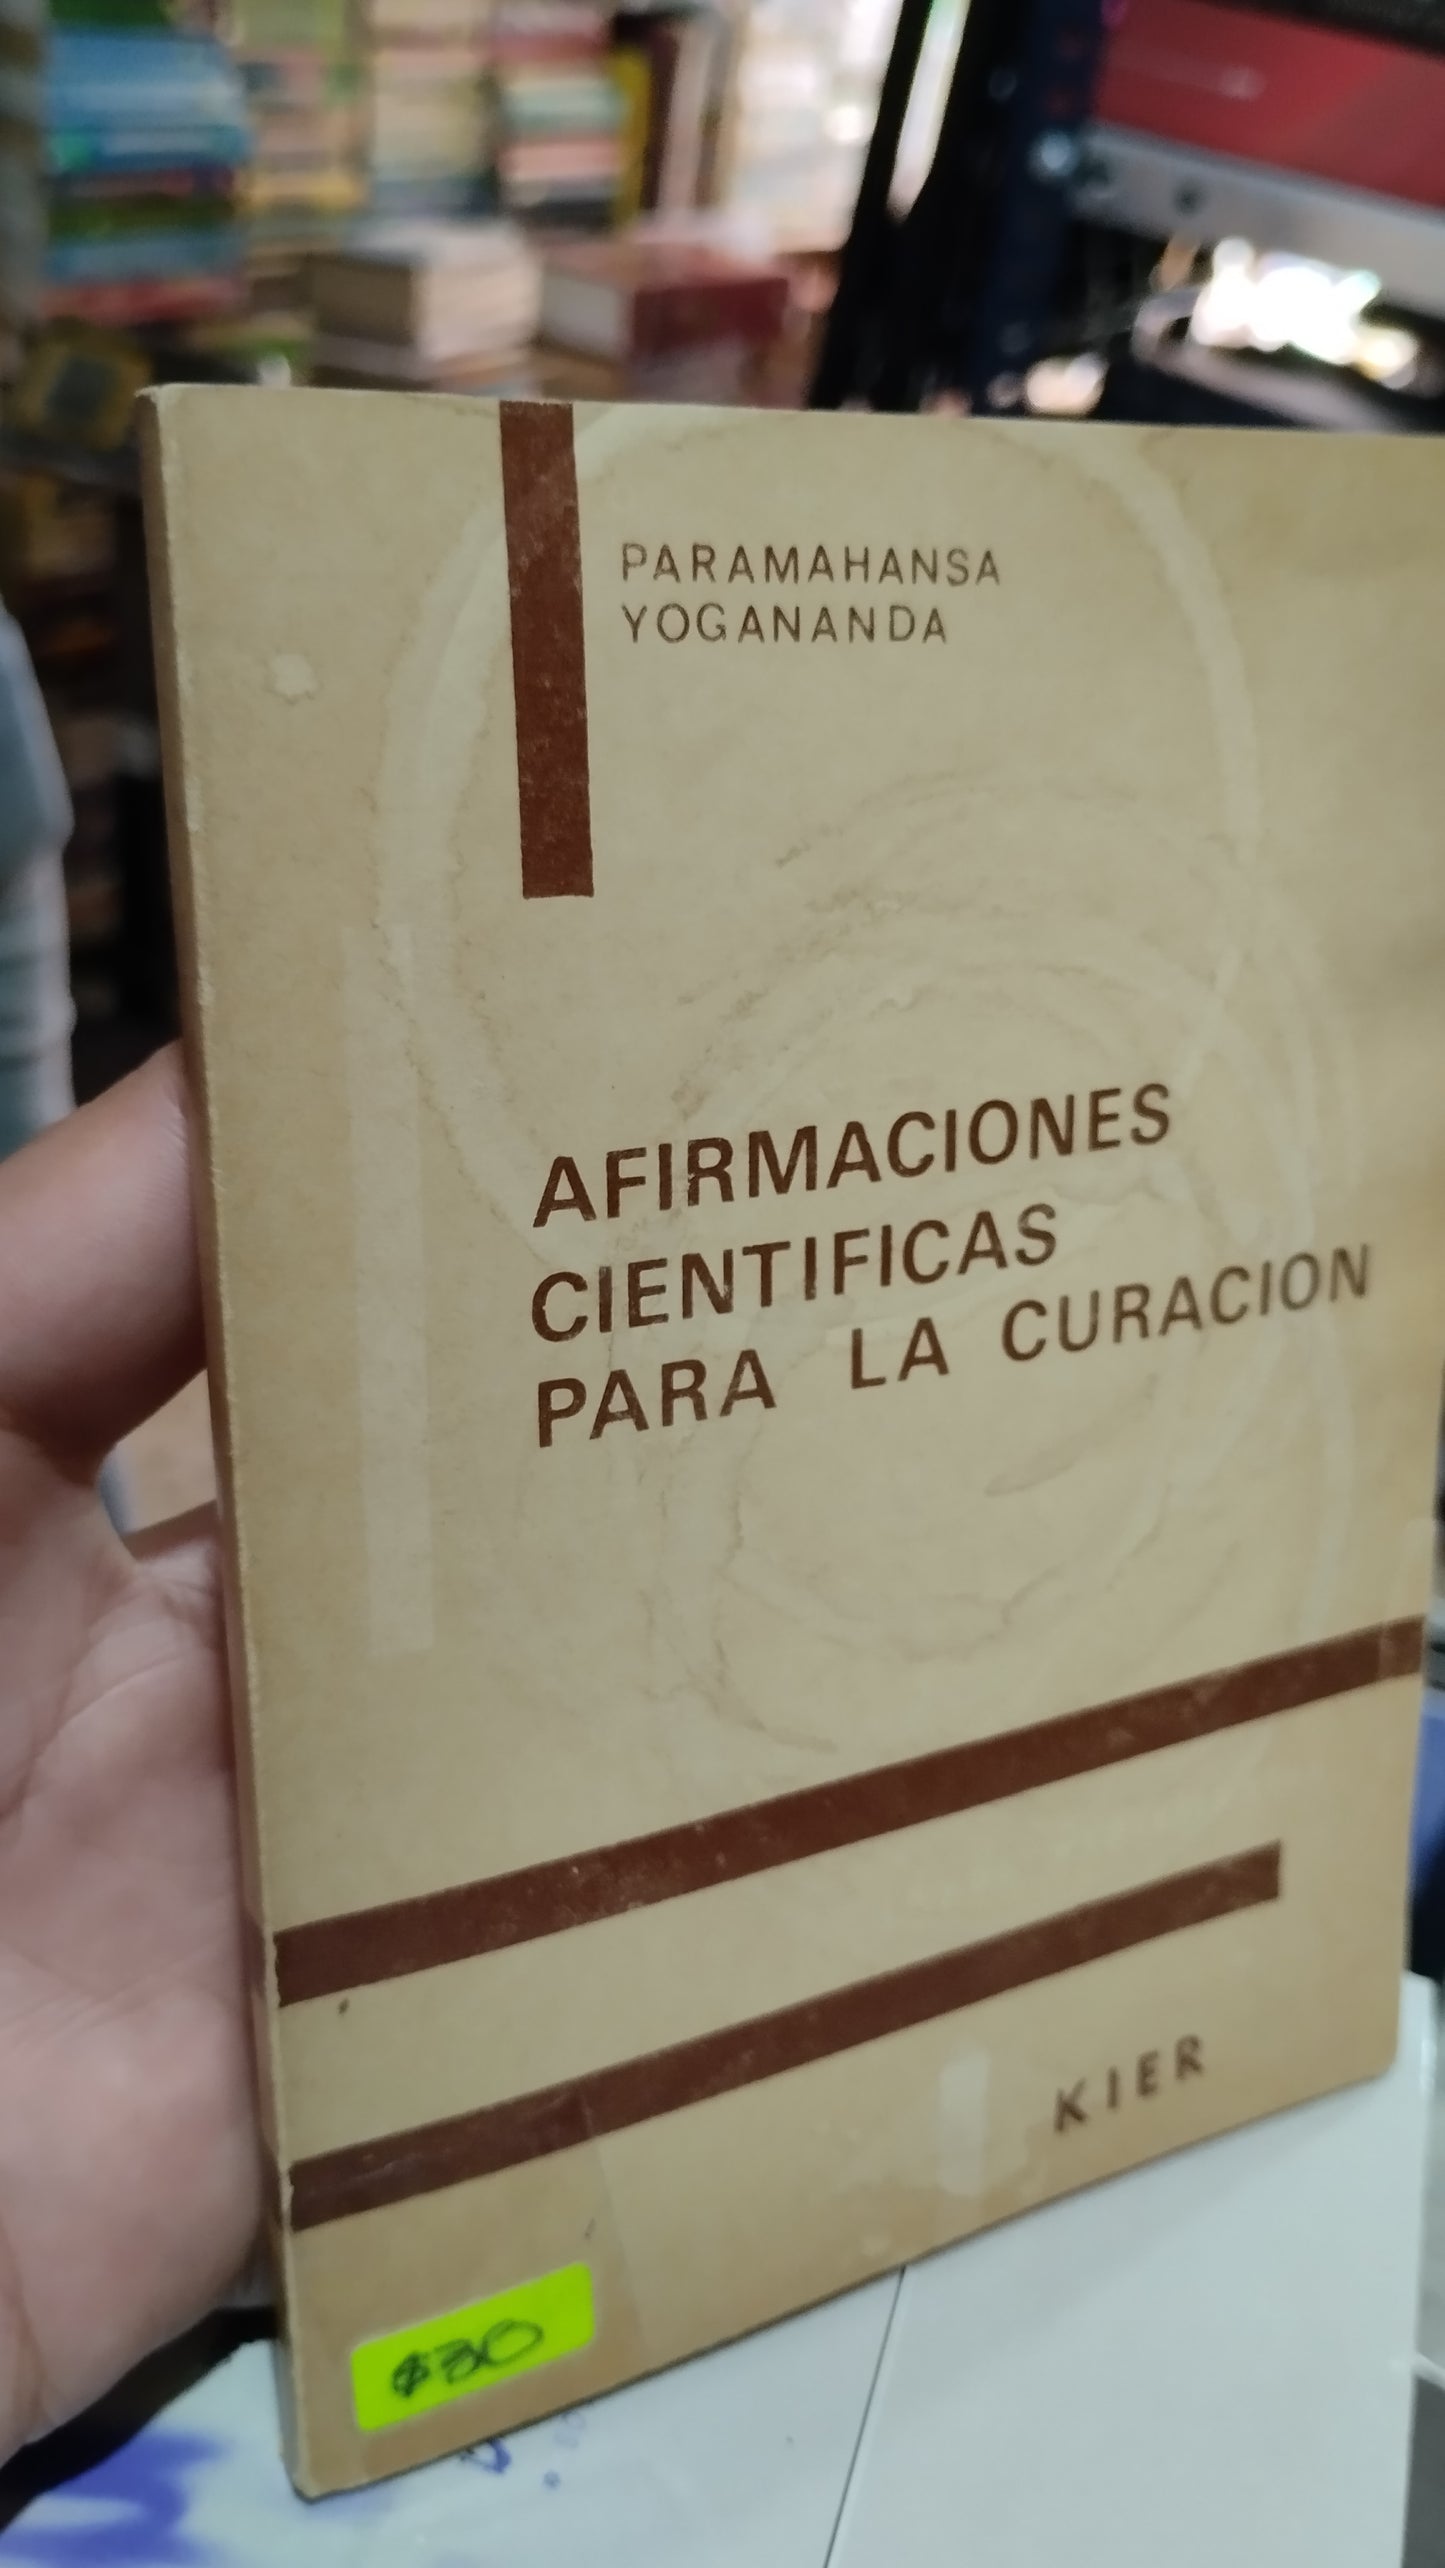 PARAMAHANSA
YOGANANDA
AFIRMACIONES
CIENTIFICAS
PARA LA CURACION
KIER
$30